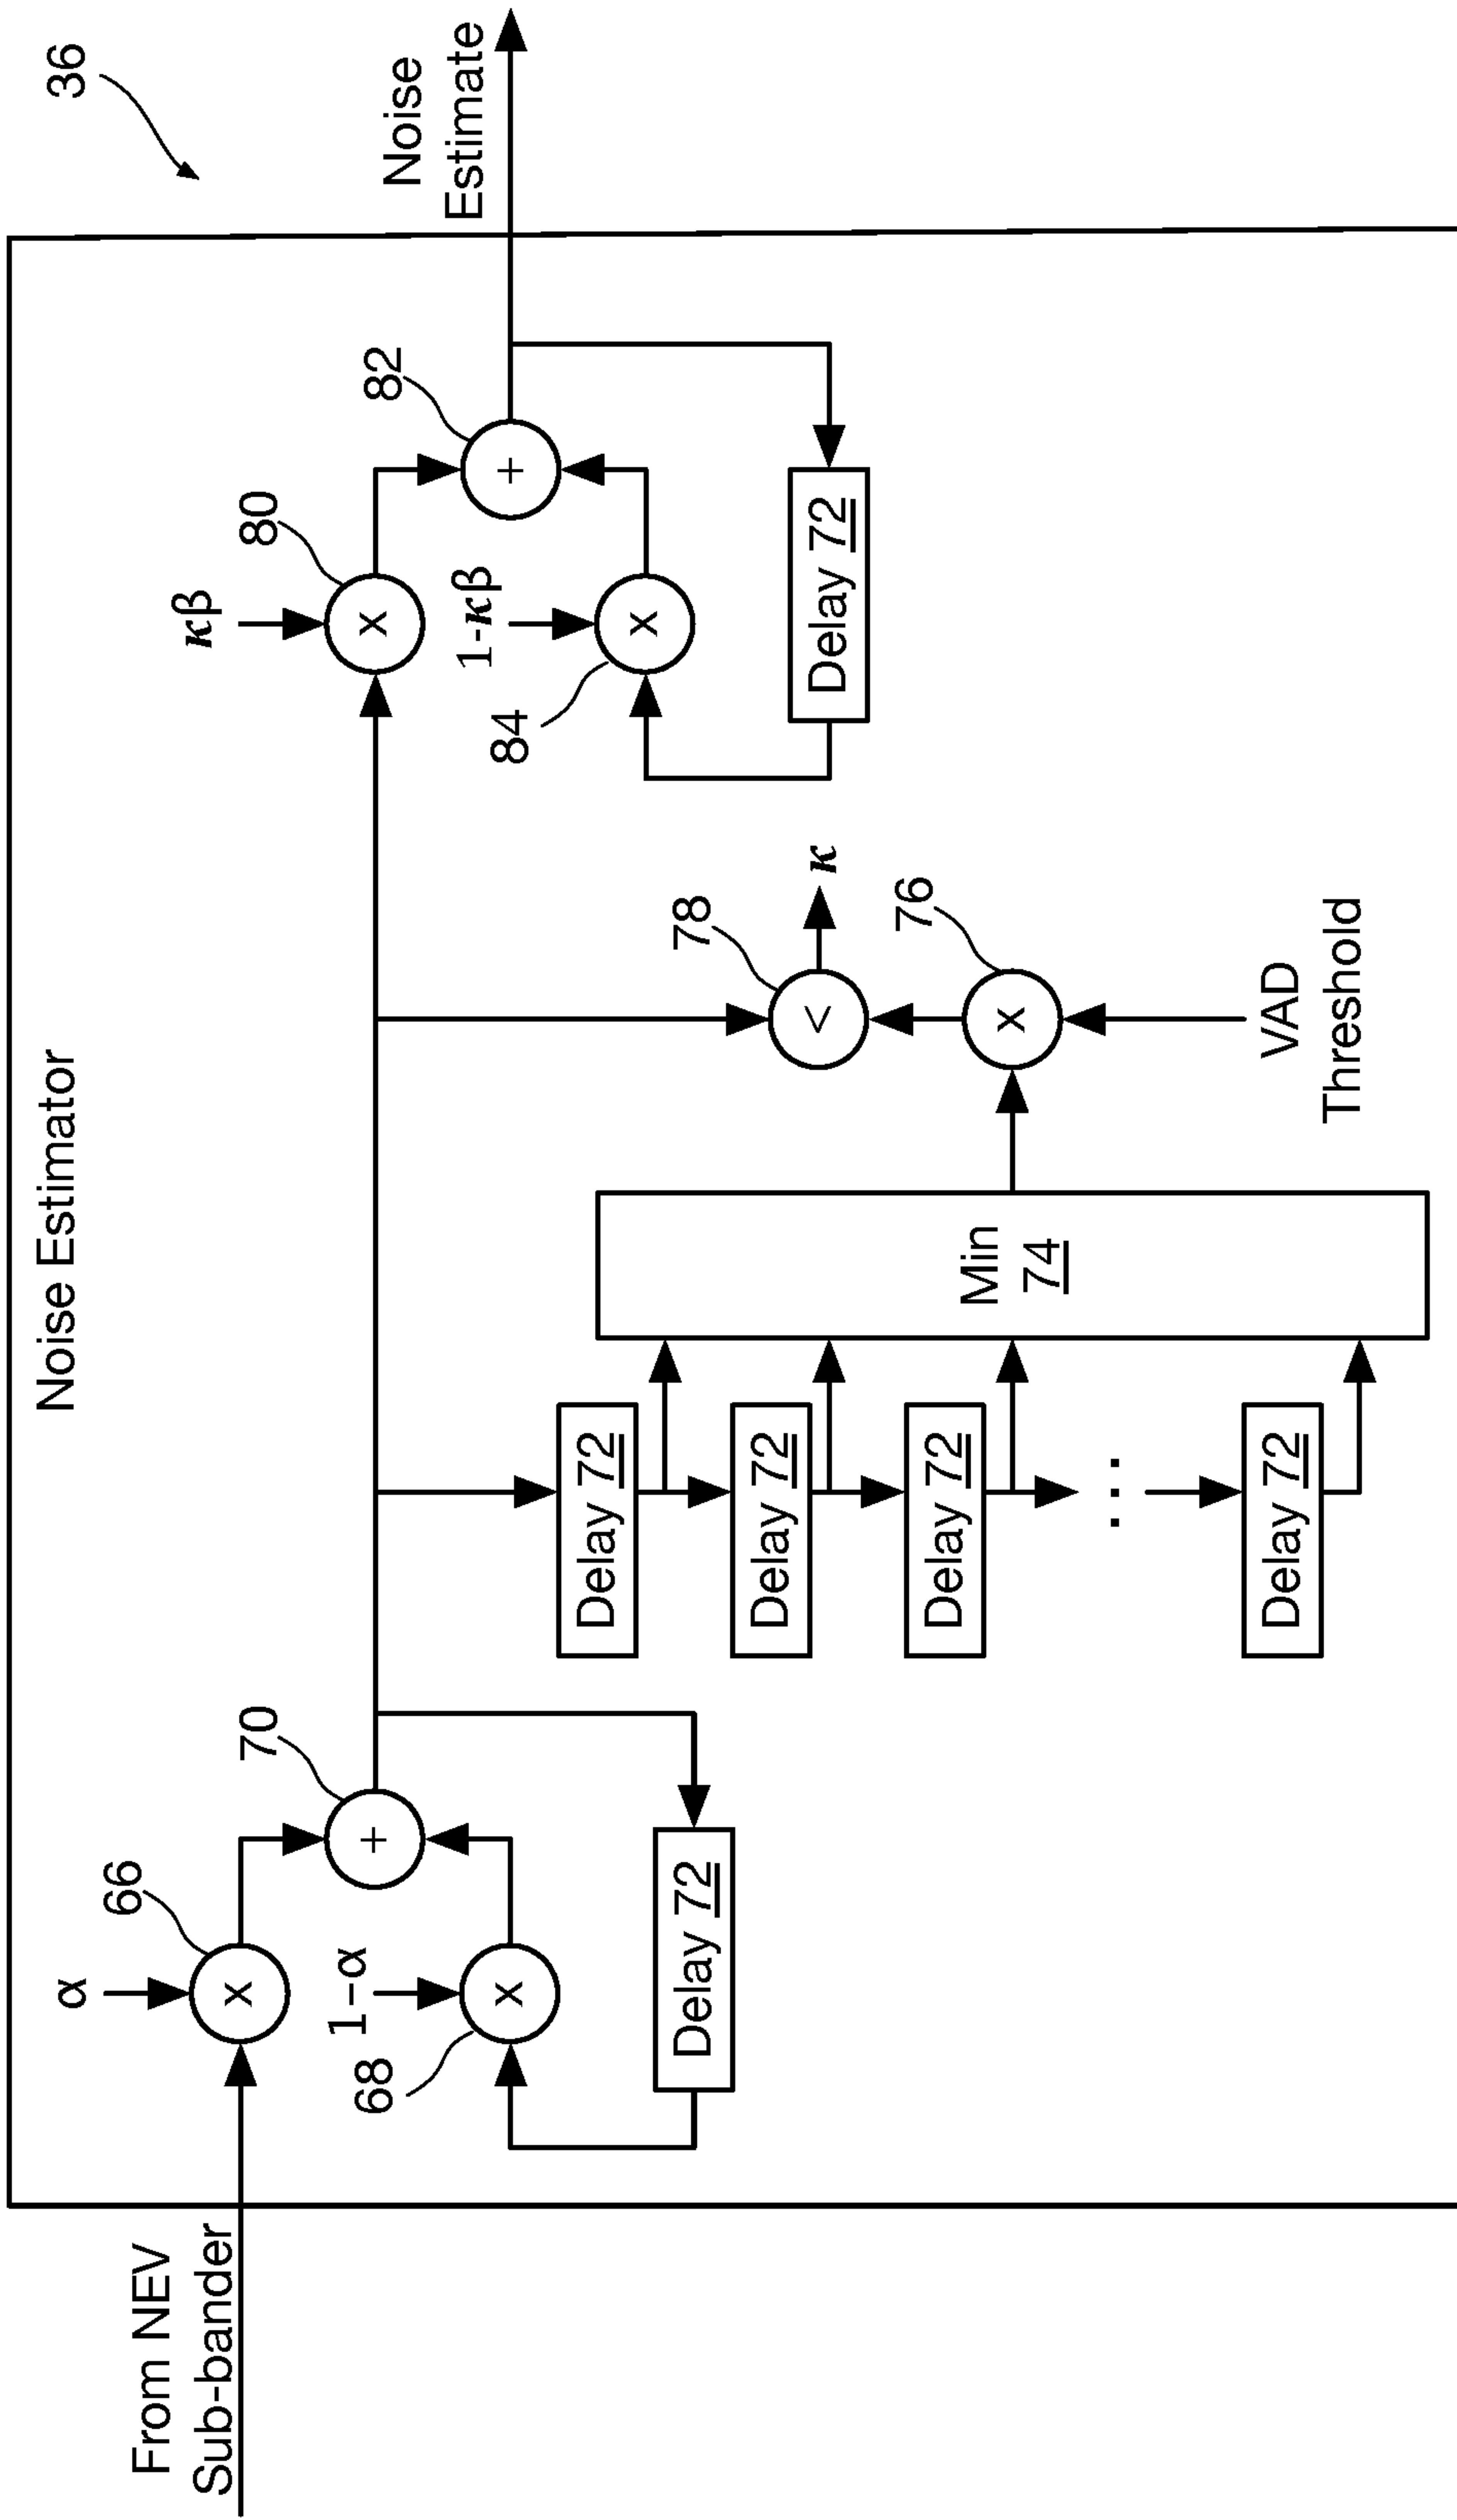 36
Noise Estimator
From NEV
Sub-bander
α
66
x
1-α
68
x
70
+
Delay 72
Delay 72
Delay 72
Delay 72
...
Delay 72
Min
74
VAD
Threshold
76
x
78
<
κ
κβ
80
x
1-κβ
84
x
82
+
Delay 72
Noise
Estimate